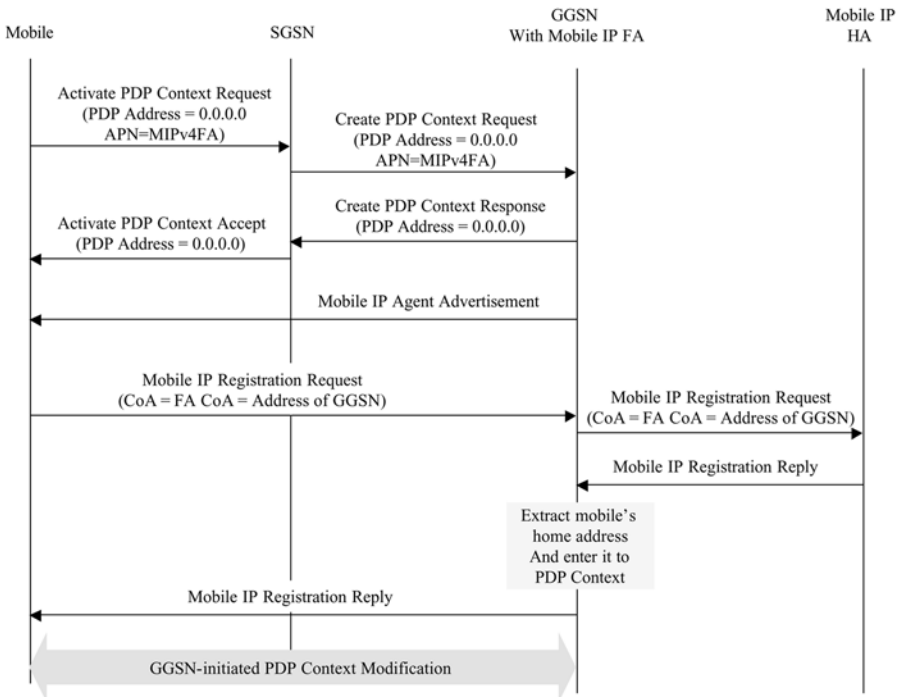 Mobile
SGSN
GGSN
With Mobile IP FA
Mobile IP
HA
Activate PDP Context Request
(PDP Address = 0.0.0.0
APN=MIPv4FA)
Create PDP Context Request
(PDP Address = 0.0.0.0
APN=MIPv4FA)
Create PDP Context Response
(PDP Address = 0.0.0.0)
Activate PDP Context Accept
(PDP Address = 0.0.0.0)
Mobile IP Agent Advertisement
Mobile IP Registration Request
(CoA = FA CoA = Address of GGSN)
Mobile IP Registration Request
(CoA = FA CoA = Address of GGSN)
Mobile IP Registration Reply
Extract mobile's
home address
And enter it to
PDP Context
Mobile IP Registration Reply
GGSN-initiated PDP Context Modification